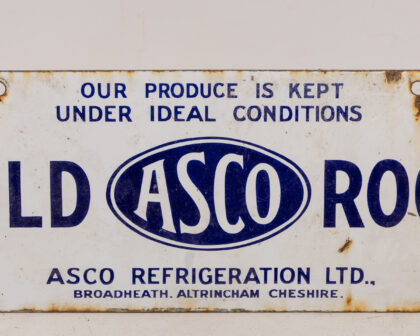 OUR PRODUCE IS KEPT
UNDER IDEAL CONDITIONS
LD ASCO ROO
ASCO REFRIGERATION LTD.,
BROADHEATH. ALTRINCHAM CHESHIRE.